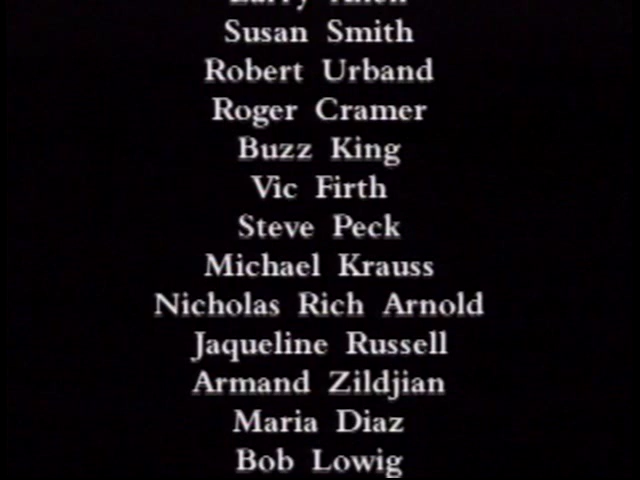 Susan Smith
Robert Urband
Roger Cramer
Buzz King
Vic Firth
Steve Peck
Michael Krauss
Nicholas Rich Arnold
Jaqueline Russell
Armand Zildjian
Maria Diaz
Bob Lowig